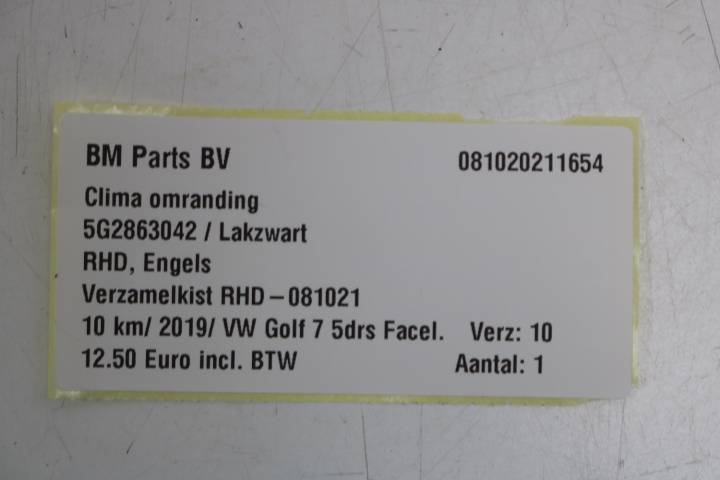 BM Parts BV 081020211654
Clima omranding
5G2863042 / Lakzwart
RHD, Engels
Verzamelkist RHD-081021
10 km/ 2019/ VW Golf 7 5drs Facel. Verz: 10
12.50 Euro incl. BTW Aantal: 1